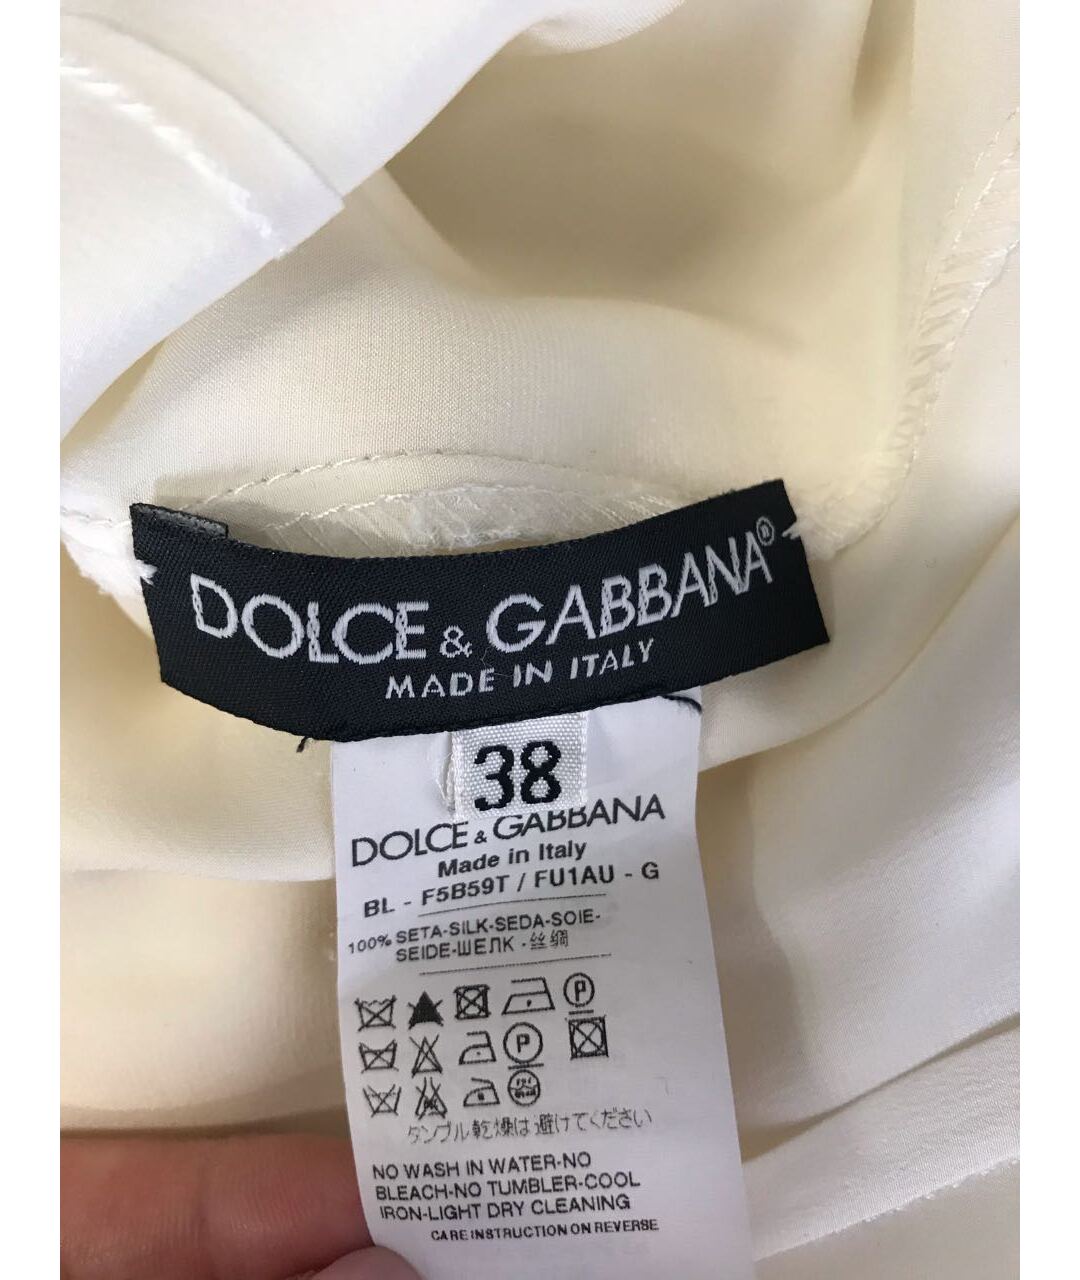 DOLCE & GABBANA®
MADE IN ITALY
38
DOLCE & GABBANA
Made in Italy
BL - F5B59T / FU1AU - G
100% SETA-SILK-SEDA-SOIE-
SEIDE-ШЕЛК -丝绸
P
P
タンブル乾燥は避けてください
NO WASH IN WATER-NO
BLEACH-NO TUMBLER-COOL
IRON-LIGHT DRY CLEANING
CARE INSTRUCTION ON REVERSE